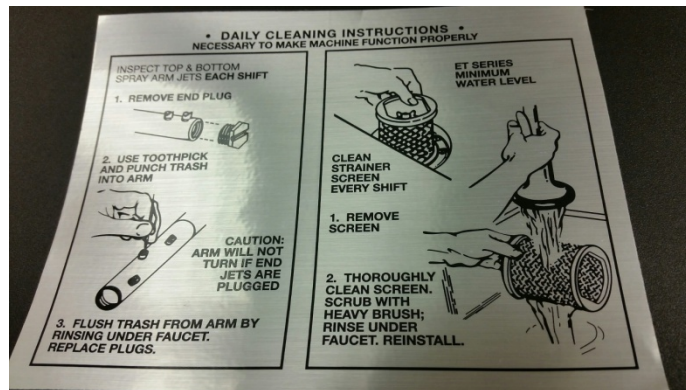 • DAILY CLEANING INSTRUCTIONS •
NECESSARY TO MAKE MACHINE FUNCTION PROPERLY
INSPECT TOP & BOTTOM
SPRAY ARM JETS EACH SHIFT
1. REMOVE END PLUG
2. USE TOOTHPICK
AND PUNCH TRASH
INTO ARM
CAUTION:
ARM WILL NOT
TURN IF END
JETS ARE
PLUGGED
3. FLUSH TRASH FROM ARM BY
RINSING UNDER FAUCET.
REPLACE PLUGS.
ET SERIES
MINIMUM
WATER LEVEL
CLEAN
STRAINER
SCREEN
EVERY SHIFT
1. REMOVE
SCREEN
2. THOROUGHLY
CLEAN SCREEN.
SCRUB WITH
HEAVY BRUSH;
RINSE UNDER
FAUCET. REINSTALL.